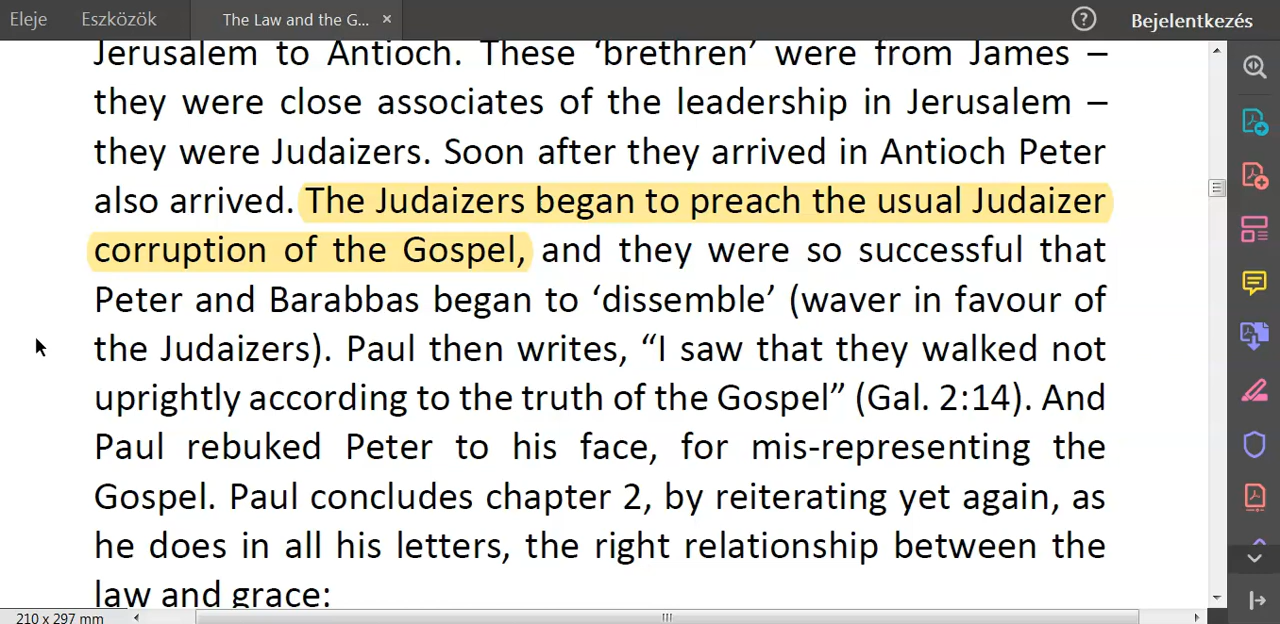 Eleje Eszközök The Law and the G... × ? Bejelentkezés
Jerusalem to Antioch. These ‘brethren’ were from James –
they were close associates of the leadership in Jerusalem –
they were Judaizers. Soon after they arrived in Antioch Peter
also arrived. The Judaizers began to preach the usual Judaizer
corruption of the Gospel, and they were so successful that
Peter and Barabbas began to ‘dissemble’ (waver in favour of
the Judaizers). Paul then writes, “I saw that they walked not
uprightly according to the truth of the Gospel” (Gal. 2:14). And
Paul rebuked Peter to his face, for mis-representing the
Gospel. Paul concludes chapter 2, by reiterating yet again, as
he does in all his letters, the right relationship between the
law and grace:
210 x 297 mm